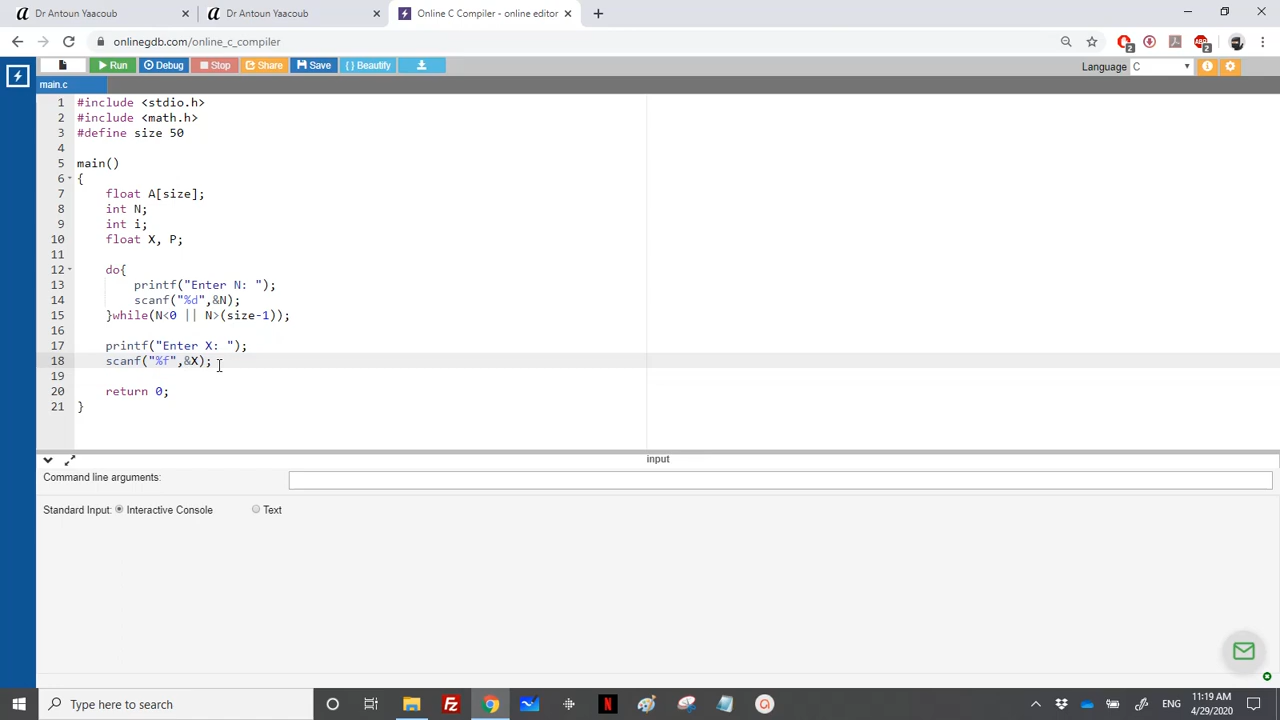 Dr Antoun Yaacoub
Dr Antoun Yaacoub
Online C Compiler - online editor
onlinegdb.com/online_c_compiler
Run Debug Stop Share Save { } Beautify
Language C
main.c
1 #include <stdio.h>
2 #include <math.h>
3 #define size 50
4
5 main()
6 {
7 float A[size];
8 int N;
9 int i;
10 float X, P;
11
12 do{
13 printf("Enter N: ");
14 scanf("%d",&N);
15 }while(N<0 || N>(size-1));
16
17 printf("Enter X: ");
18 scanf("%f",&X);
19
20 return 0;
21 }
input
Command line arguments:
Standard Input: Interactive Console Text
Type here to search
ENG
11:19 AM
4/29/2020